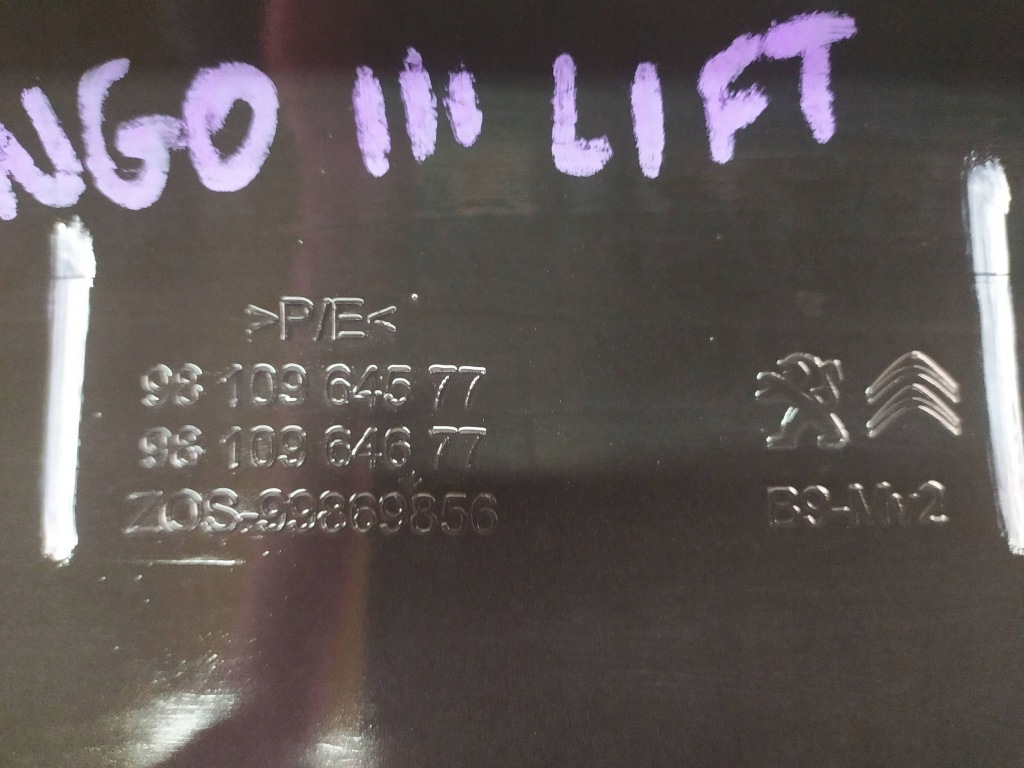 NGO III LIFT
>P/E<
98 109 645 77
98 109 646 77
ZOS-99869856
B9-Mv2